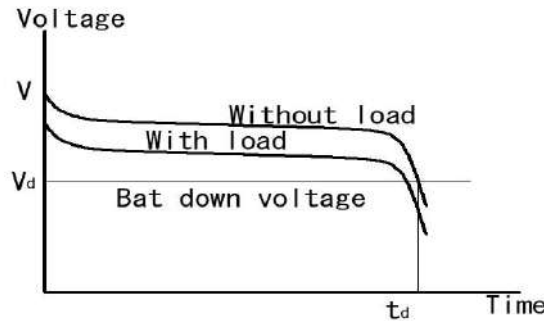 Voltage
V
Without load
With load
Vd
Bat down voltage
td
Time